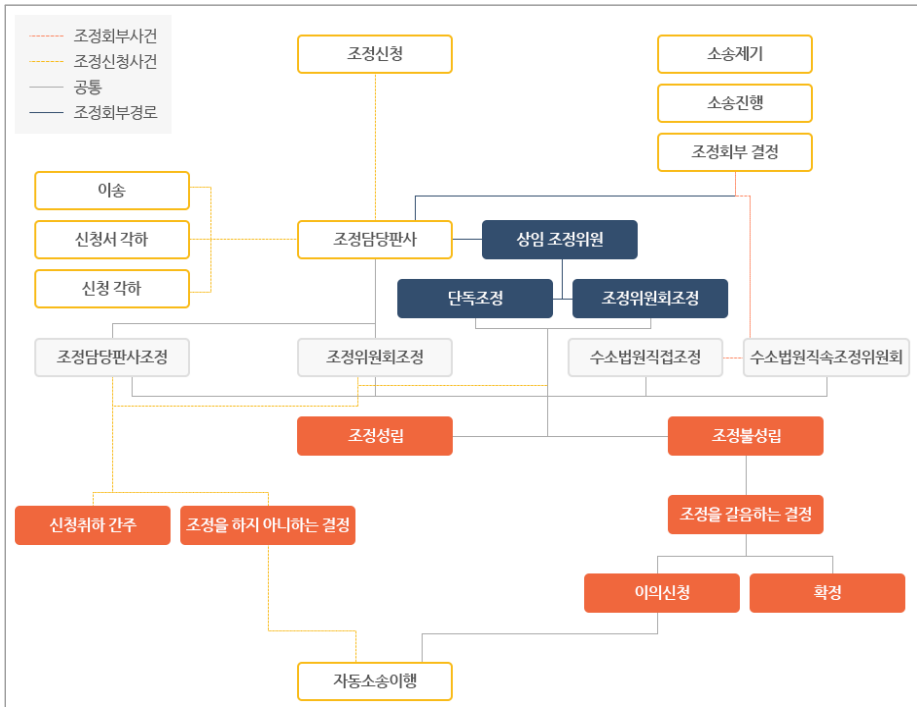 조정회부사건
조정신청사건
공통
조정회부경로
조정신청
소송제기
소송진행
조정회부 결정
이송
신청서 각하
신청 각하
조정담당판사
상임 조정위원
단독조정
조정위원회조정
조정담당판사조정
조정위원회조정
수소법원직접조정
수소법원직속조정위원회
조정성립
조정불성립
신청취하 간주
조정을 하지 아니하는 결정
조정을 갈음하는 결정
이의신청
확정
자동소송이행